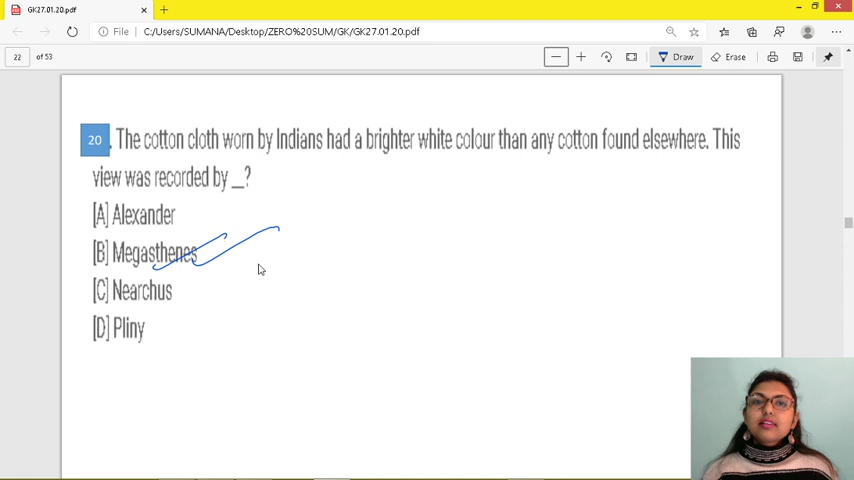 GK27.01.20.pdf
File
C:/Users/SUMANA/Desktop/ZERO%20SUM/GK/GK27.01.20.pdf
22 of 53
Draw
Erase
20 . The cotton cloth worn by Indians had a brighter white colour than any cotton found elsewhere. This
view was recorded by _?
[A] Alexander
[B] Megasthenes
[C] Nearchus
[D] Pliny